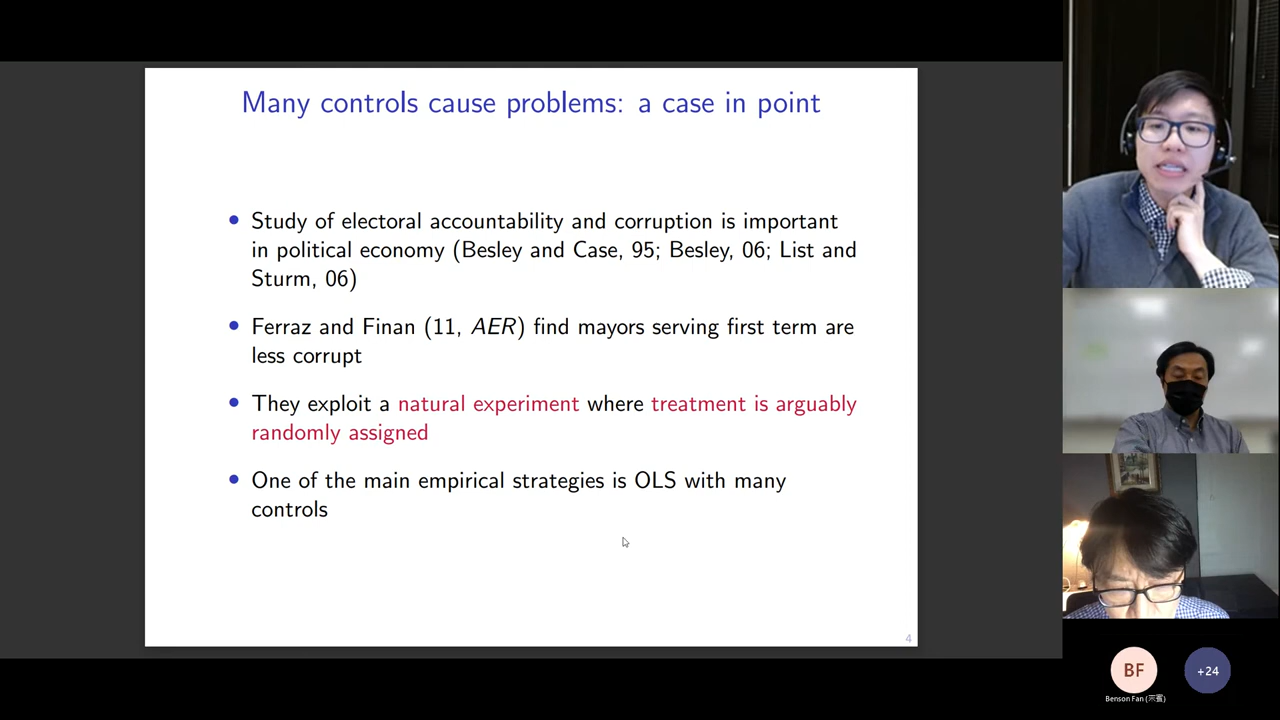 Many controls cause problems: a case in point
• Study of electoral accountability and corruption is important
in political economy (Besley and Case, 95; Besley, 06; List and
Sturm, 06)
• Ferraz and Finan (11, AER) find mayors serving first term are
less corrupt
• They exploit a natural experiment where treatment is arguably
randomly assigned
• One of the main empirical strategies is OLS with many
controls
4
BF
+24
Benson Fan